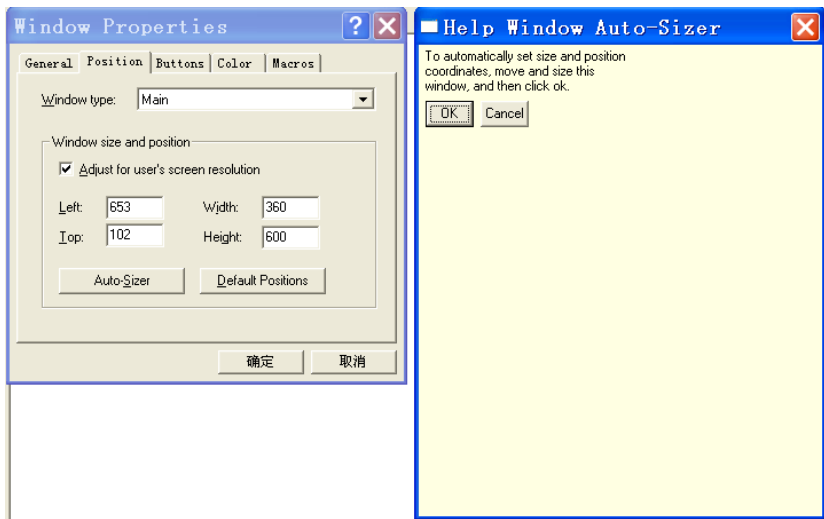 Window Properties
General Position Buttons Color Macros
Window type: Main
Window size and position
Adjust for user's screen resolution
Left: 653 Width: 360
Top: 102 Height: 600
Auto-Sizer Default Positions
确定 取消
Help Window Auto-Sizer
To automatically set size and position
coordinates, move and size this
window, and then click ok.
OK Cancel